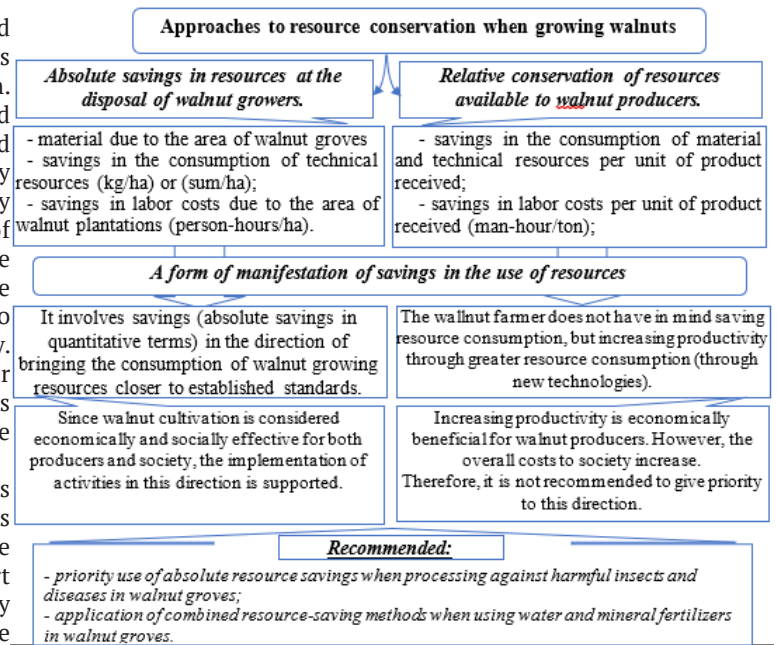 Approaches to resource conservation when growing walnuts
Absolute savings in resources at the
disposal of walnut growers.
Relative conservation of resources
available to walnut producers.
- material due to the area of walnut groves
- savings in the consumption of technical
resources (kg/ha) or (sum/ha);
- savings in labor costs due to the area of
walnut plantations (person-hours/ha).
- savings in the consumption of material
and technical resources per unit of product
received;
- savings in labor costs per unit of product
received (man-hour/ton);
A form of manifestation of savings in the use of resources
It involves savings (absolute savings in
quantitative terms) in the direction of
bringing the consumption of walnut growing
resources closer to established standards.
The wallnut farmer does not have in mind saving
resource consumption, but increasing productivity
through greater resource consumption (through
new technologies).
Since walnut cultivation is considered
economically and socially effective for both
producers and society, the implementation of
activities in this direction is supported.
Increasing productivity is economically
beneficial for walnut producers. However, the
overall costs to society increase.
Therefore, it is not recommended to give priority
to this direction.
Recommended:
- priority use of absolute resource savings when processing against harmful insects and
diseases in walnut groves;
- application of combined resource-saving methods when using water and mineral fertilizers
in walnut groves.